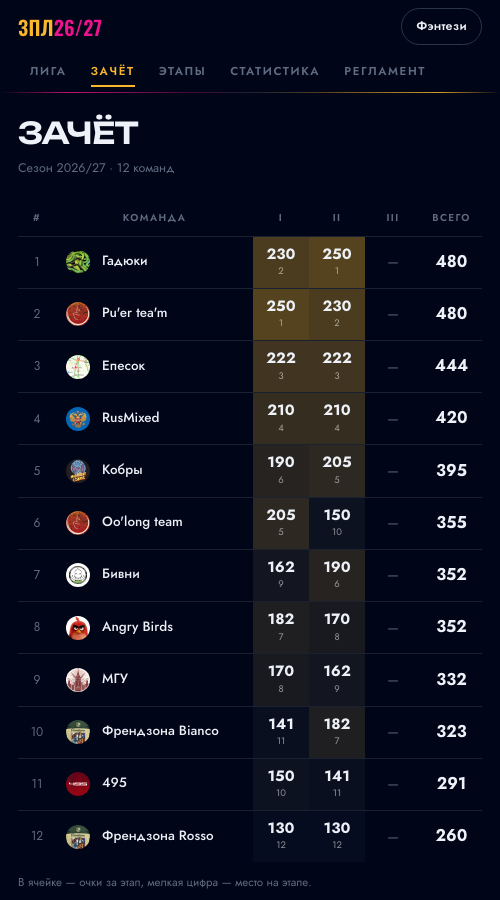 ЗПЛ26/27 Фэнтези
ЛИГА ЗАЧЁТ ЭТАПЫ СТАТИСТИКА РЕГЛАМЕНТ
ЗАЧЁТ
Сезон 2026/27 · 12 команд
# КОМАНДА I II III ВСЕГО
1 Гадюки 230 2 250 1 — 480
2 Pu'er tea'm 250 1 230 2 — 480
3 Епесок 222 3 222 3 — 444
4 RusMixed 210 4 210 4 — 420
5 Кобры 190 6 205 5 — 395
6 Oo'long team 205 5 150 10 — 355
7 Бивни 162 9 190 6 — 352
8 Angry Birds 182 7 170 8 — 352
9 МГУ 170 8 162 9 — 332
10 Френдзона Bianco 141 11 182 7 — 323
11 495 150 10 141 11 — 291
12 Френдзона Rosso 130 12 130 12 — 260
В ячейке — очки за этап, мелкая цифра — место на этапе.